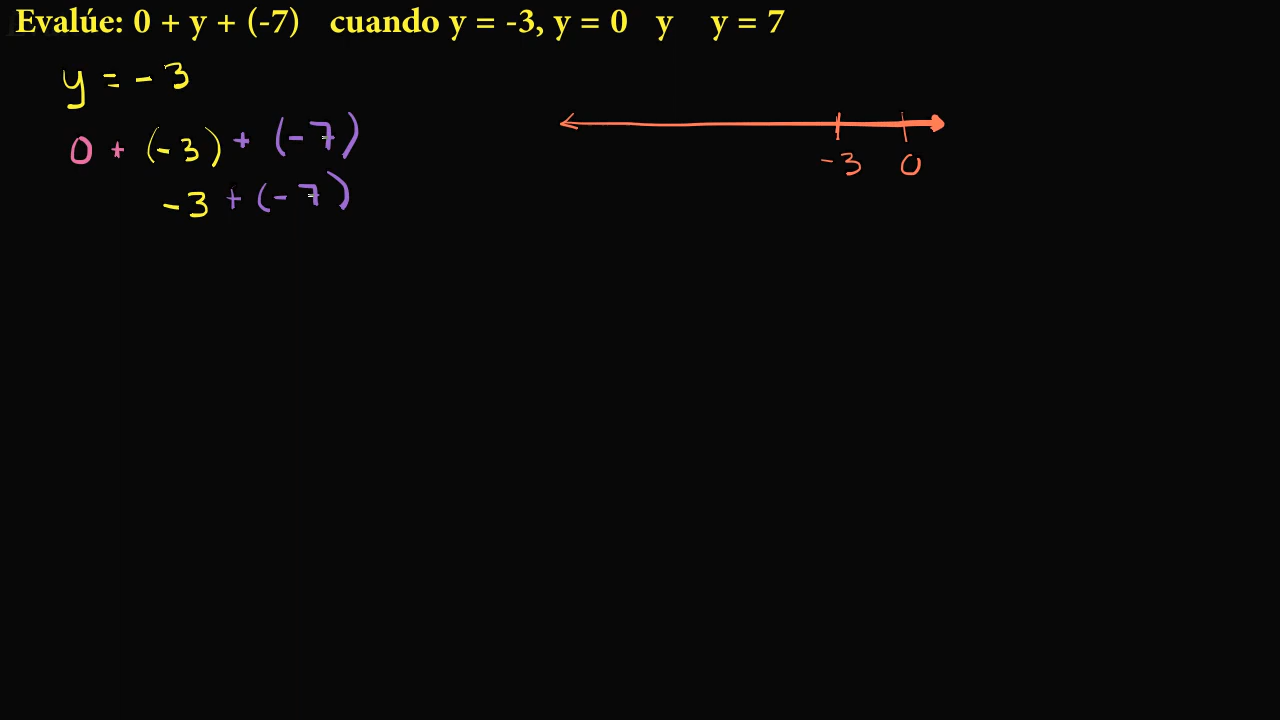 Evalúe: 0 + y + (-7) cuando y = -3, y = 0 y y = 7
y = - 3
0 + (- 3) + (- 7)
- 3 + (- 7)
- 3 0